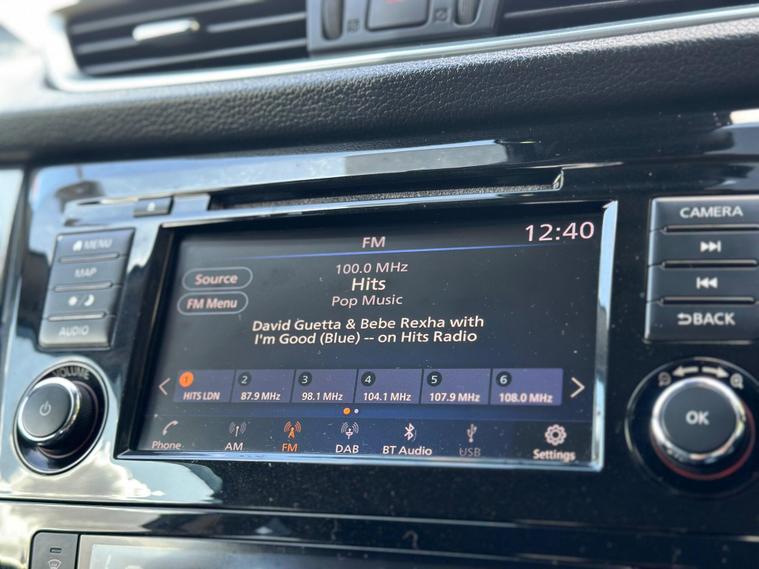 FM
12:40
Source
FM Menu
100.0 MHz
Hits
Pop Music
David Guetta & Bebe Rexha with
I'm Good (Blue) -- on Hits Radio
1 HITS LDN
2 87.9 MHz
3 98.1 MHz
4 104.1 MHz
5 107.9 MHz
6 108.0 MHz
Phone
AM
FM
DAB
BT Audio
USB
Settings
MENU
MAP
AUDIO
VOLUME
CAMERA
BACK
OK